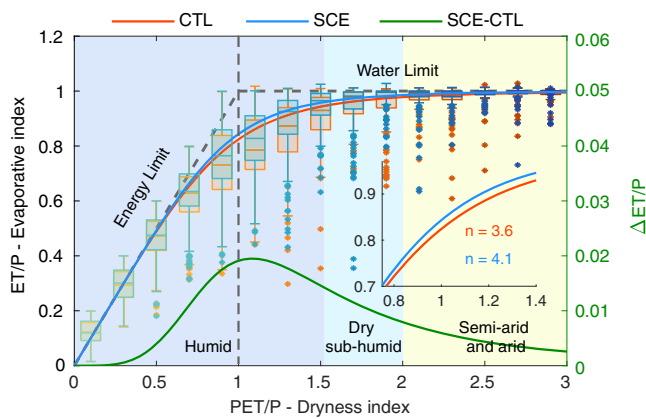 CTL
SCE
SCE-CTL
1.2
1
0.8
0.6
0.4
0.2
0
ET/P - Evaporative index
0.06
0.05
0.04
0.03
0.02
0.01
0
ΔET/P
Energy Limit
Water Limit
0.9
0.8
0.7
n = 3.6
n = 4.1
0.8
1
1.2
1.4
Humid
Dry
sub-humid
Semi-arid
and arid
0
0.5
1
1.5
2
2.5
3
PET/P - Dryness index